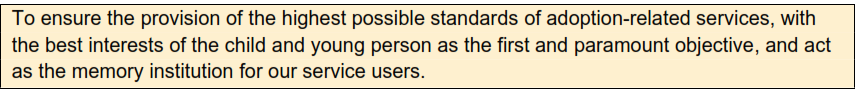 To ensure the provision of the highest possible standards of adoption-related services, with
the best interests of the child and young person as the first and paramount objective, and act
as the memory institution for our service users.